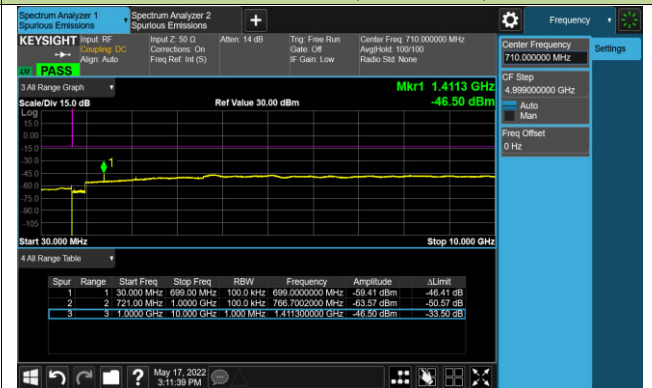 Spectrum Analyzer 1
Spurious Emissions
Spectrum Analyzer 2
Spurious Emissions
+
Frequency
KEYSIGHT
Input: RF
Coupling: DC
Align: Auto
Input Z: 50 Ω
Corrections: On
Freq Ref: Int (S)
Atten: 14 dB
Trig: Free Run
Gate: Off
IF Gain: Low
Center Freq: 710.000000 MHz
Avg|Hold: 100/100
Radio Std: None
PASS
Center Frequency
710.000000 MHz
Settings
CF Step
4.999000000 GHz
Auto
Man
Freq Offset
0 Hz
3 All Range Graph
Mkr1 1.4113 GHz
Scale/Div 15.0 dB
Ref Value 30.00 dBm
-46.50 dBm
Log
15.0
0.00
-15.0
-30.0
-45.0
-60.0
-75.0
-90.0
-105
1
Start 30.000 MHz
Stop 10.000 GHz
4 All Range Table
Spur Range Start Freq Stop Freq RBW Frequency Amplitude ΔLimit
1 1 30.000 MHz 699.00 MHz 100.0 kHz 699.0000000 MHz -59.41 dBm -46.41 dB
2 2 721.00 MHz 1.0000 GHz 100.0 kHz 766.7002000 MHz -63.57 dBm -50.57 dB
3 3 1.0000 GHz 10.000 GHz 1.000 MHz 1.411300000 GHz -46.50 dBm -33.50 dB
?
May 17, 2022
3:11:39 PM